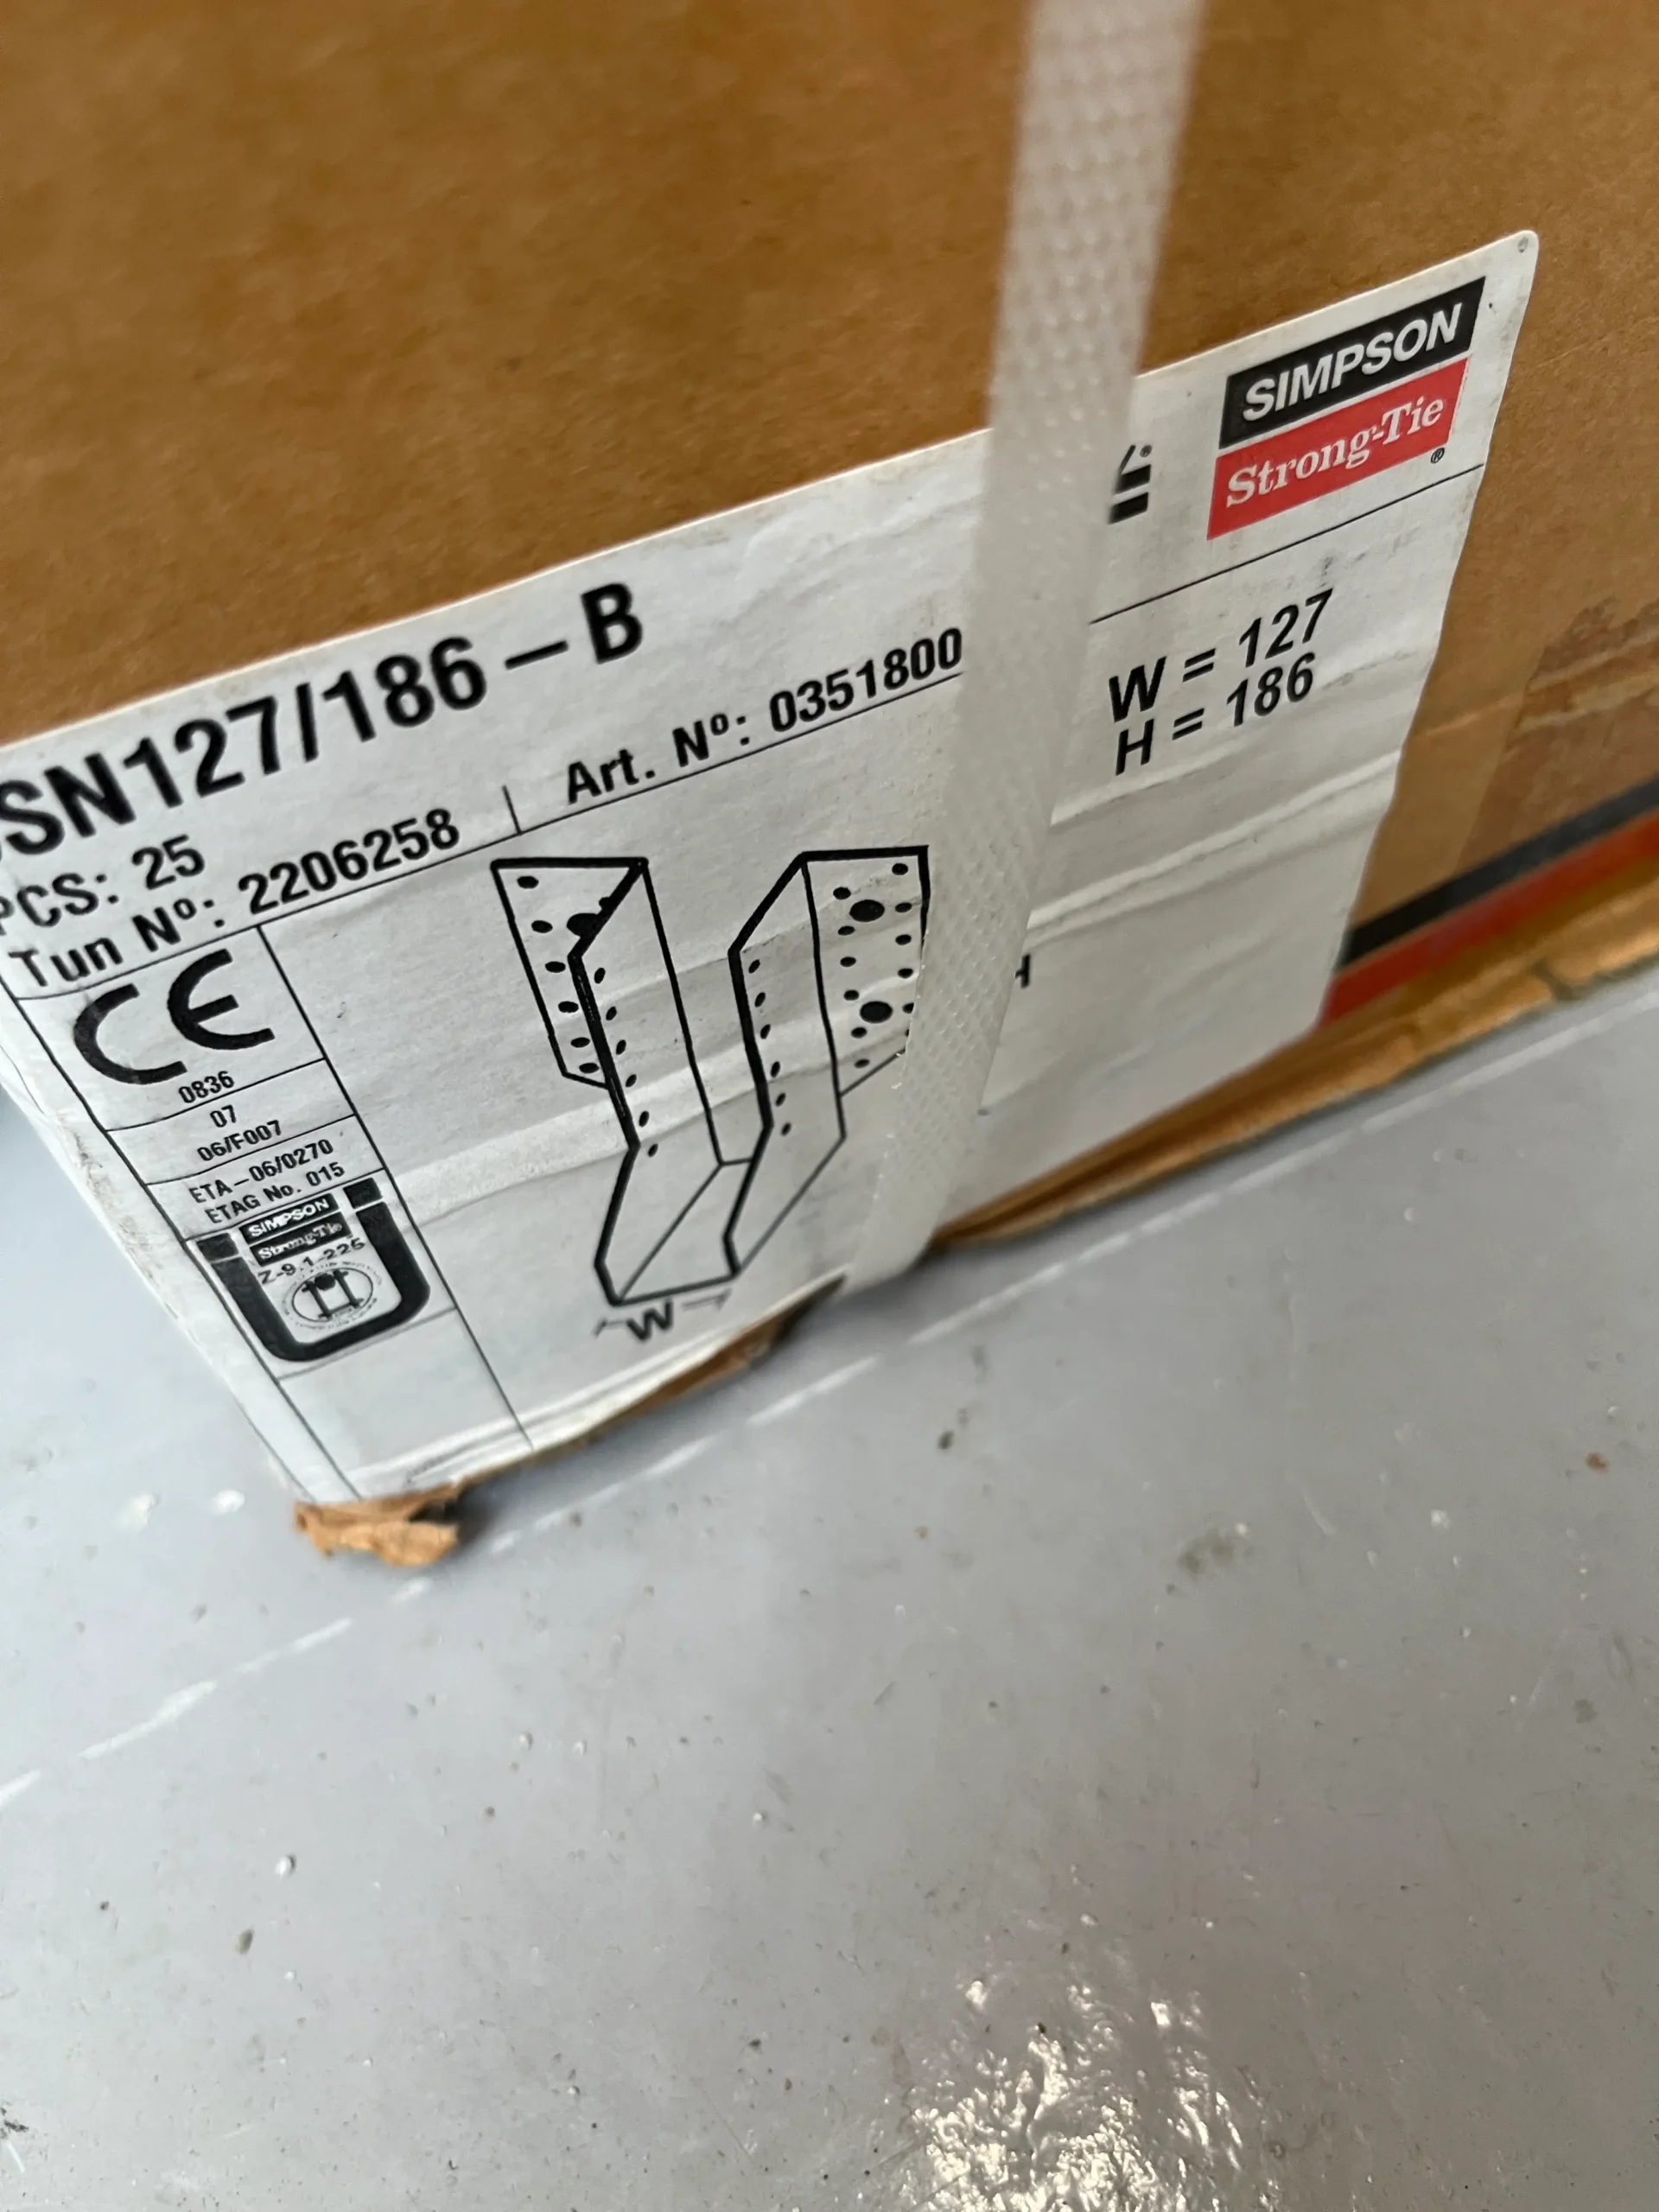 SN127/186-B
PCS: 25
Tun Nº: 2206258
Art. Nº: 0351800
SIMPSON
Strong-Tie
®
W = 127
H = 186
CE
0836
07
06/F007
ETA-06/0270
ETAG No. 015
SIMPSON
Strong-Tie
Z-9.1-225
W
H